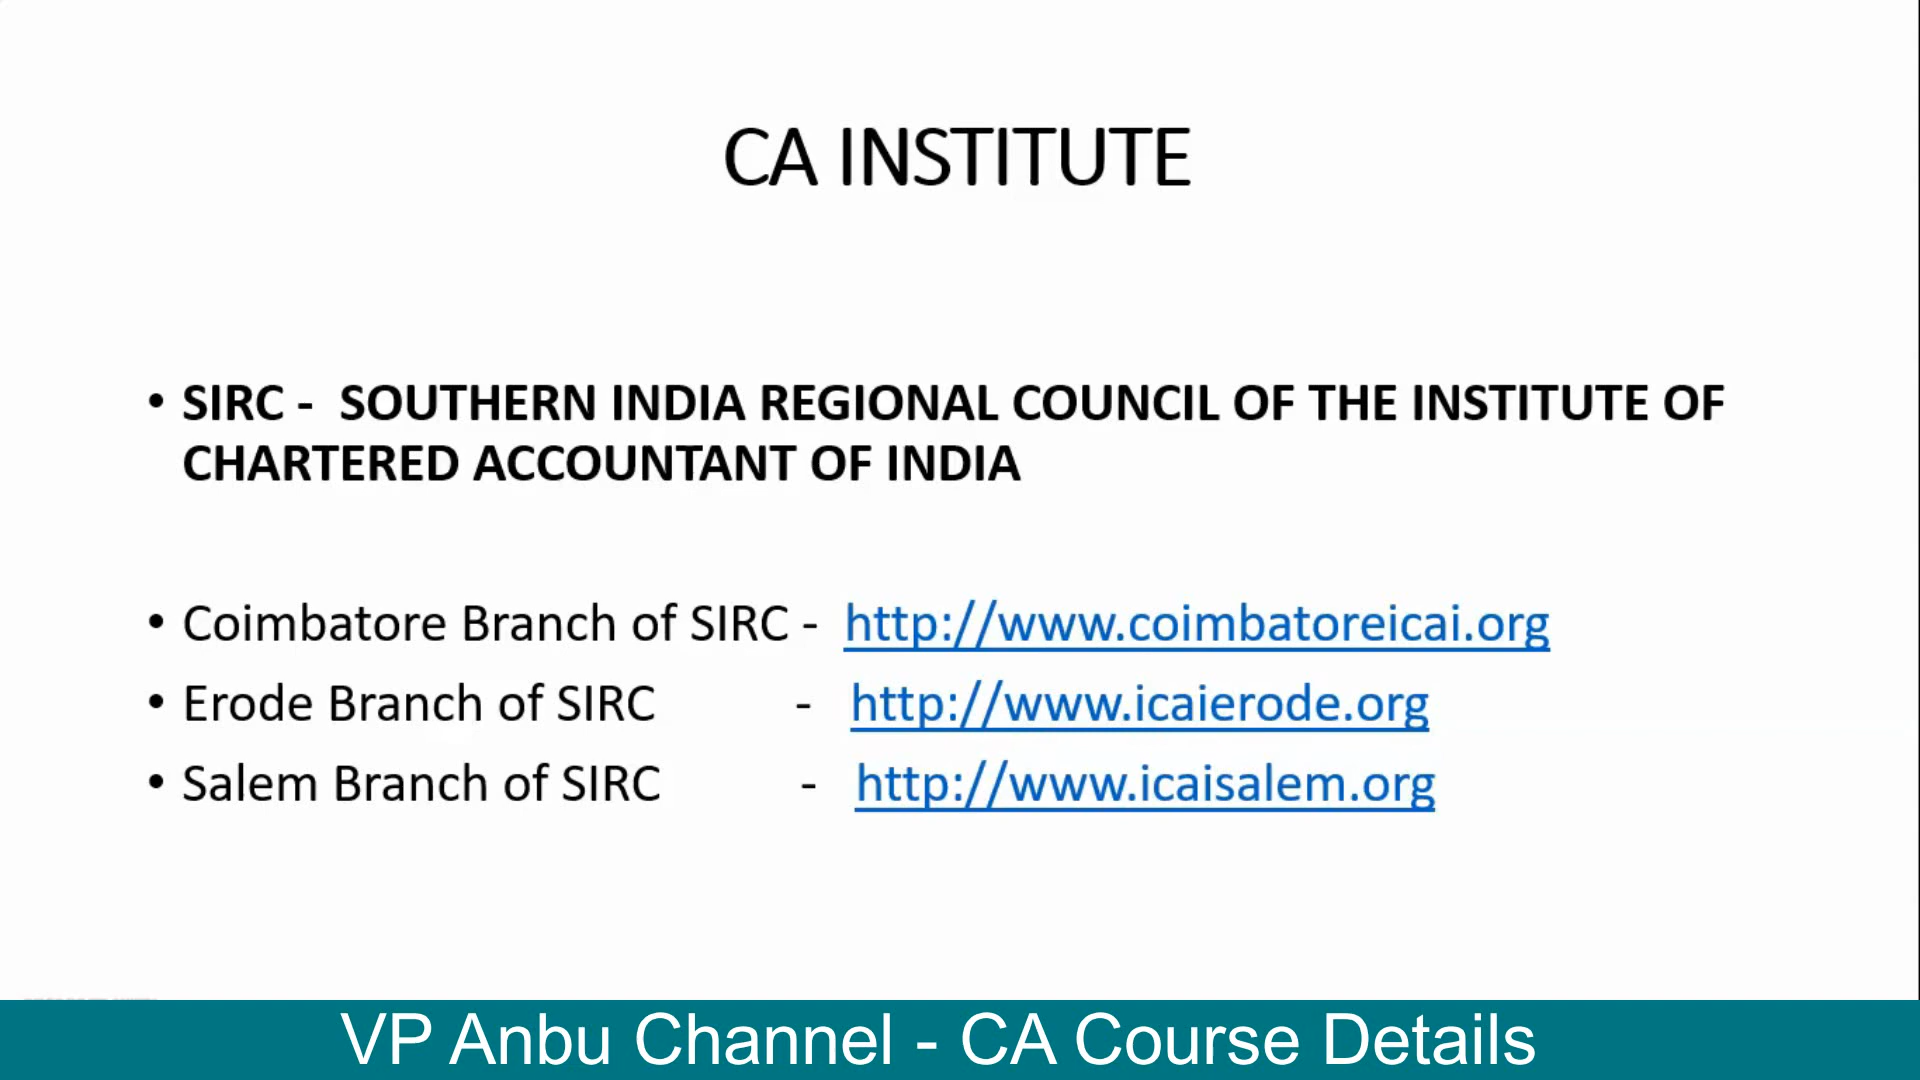 CA INSTITUTE
• SIRC - SOUTHERN INDIA REGIONAL COUNCIL OF THE INSTITUTE OF
CHARTERED ACCOUNTANT OF INDIA
• Coimbatore Branch of SIRC - http://www.coimbatoreicai.org
• Erode Branch of SIRC - http://www.icaierode.org
• Salem Branch of SIRC - http://www.icaisalem.org
VP Anbu Channel - CA Course Details